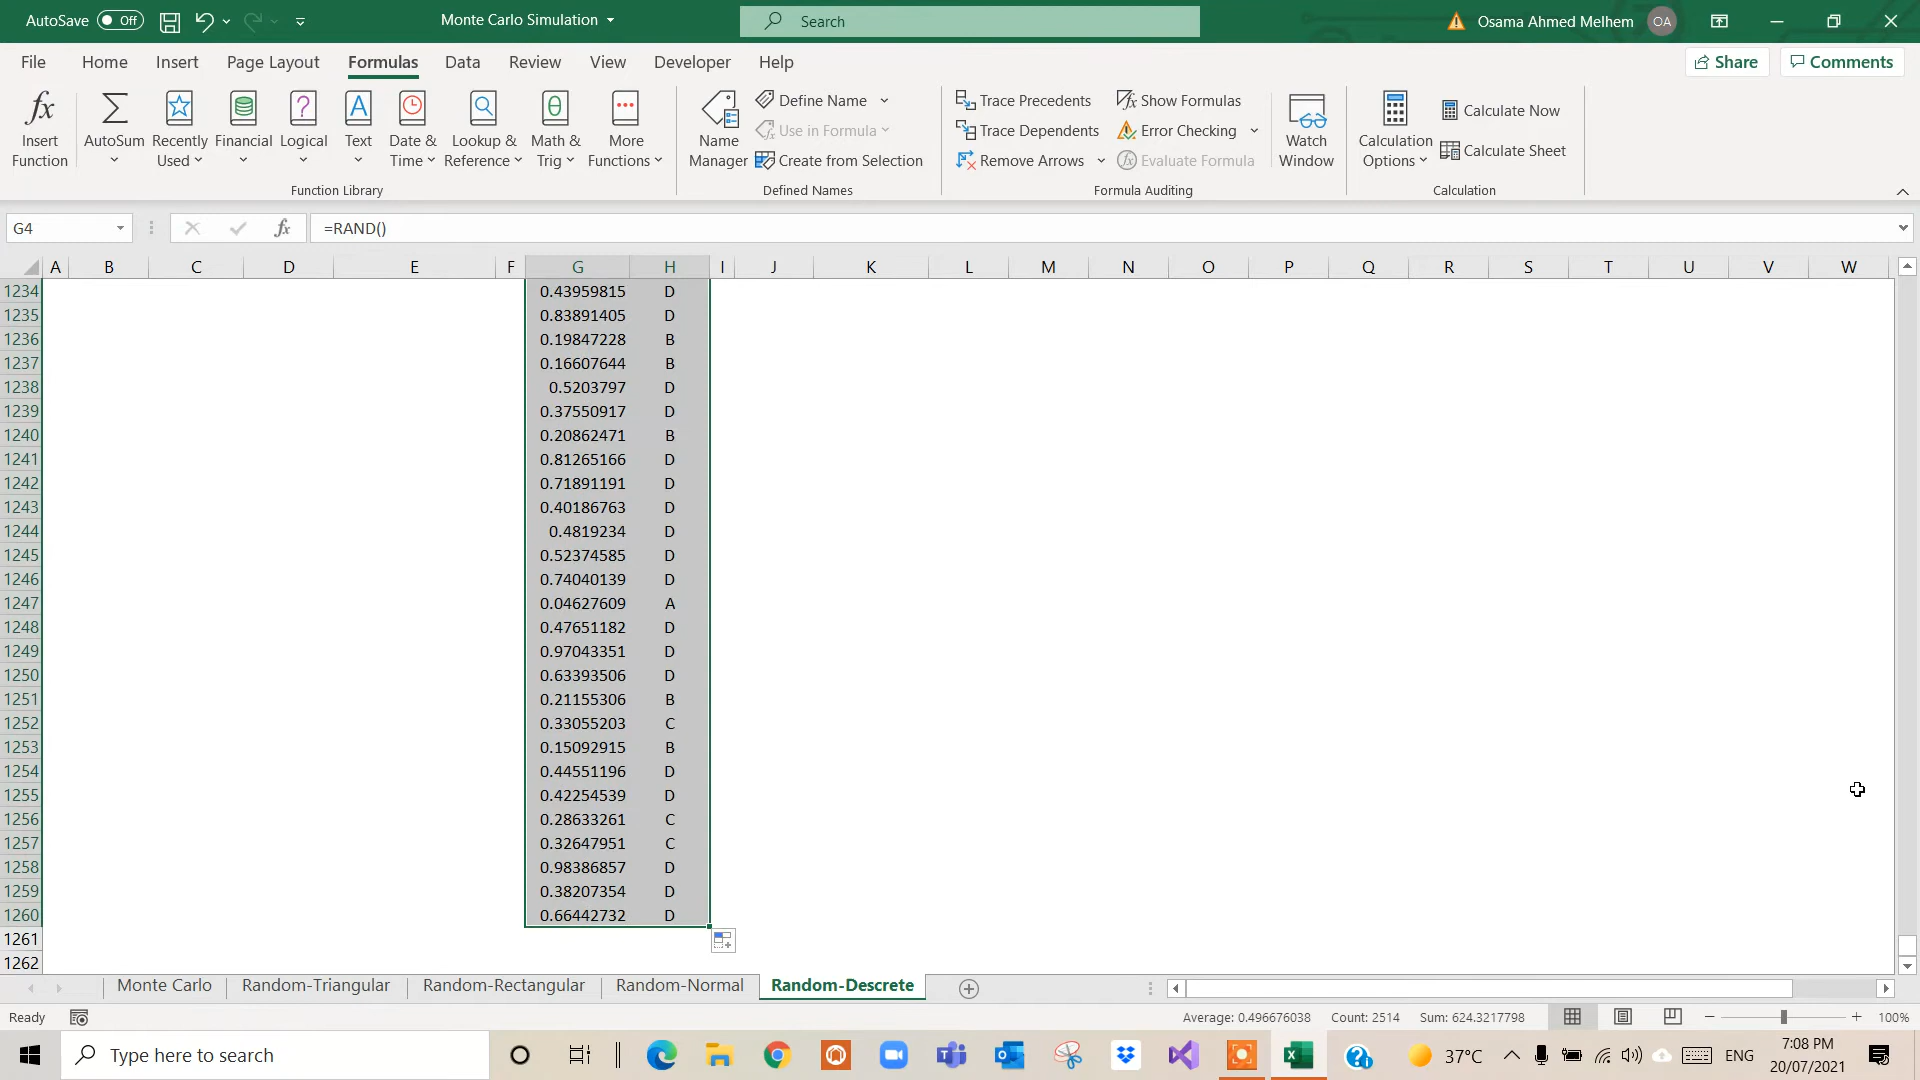 AutoSave Off Monte Carlo Simulation Search Osama Ahmed Melhem OA
File Home Insert Page Layout Formulas Data Review View Developer Help Share Comments
Insert Function
AutoSum
Recently Used
Financial
Logical
Text
Date & Time
Lookup & Reference
Math & Trig
More Functions
Function Library
Name Manager
Define Name
Use in Formula
Create from Selection
Defined Names
Trace Precedents
Trace Dependents
Remove Arrows
Show Formulas
Error Checking
Evaluate Formula
Formula Auditing
Watch Window
Calculation Options
Calculate Now
Calculate Sheet
Calculation
G4 fx =RAND()
A B C D E F G H I J K L M N O P Q R S T U V W
1234 0.43959815 D
1235 0.83891405 D
1236 0.19847228 B
1237 0.16607644 B
1238 0.5203797 D
1239 0.37550917 D
1240 0.20862471 B
1241 0.81265166 D
1242 0.71891191 D
1243 0.40186763 D
1244 0.4819234 D
1245 0.52374585 D
1246 0.74040139 D
1247 0.04627609 A
1248 0.47651182 D
1249 0.97043351 D
1250 0.63393506 D
1251 0.21155306 B
1252 0.33055203 C
1253 0.15092915 B
1254 0.44551196 D
1255 0.42254539 D
1256 0.28633261 C
1257 0.32647951 C
1258 0.98386857 D
1259 0.38207354 D
1260 0.66442732 D
1261
1262
Monte Carlo Random-Triangular Random-Rectangular Random-Normal Random-Descrete
Ready Average: 0.496676038 Count: 2514 Sum: 624.3217798 100%
Type here to search 37°C ENG 7:08 PM
20/07/2021